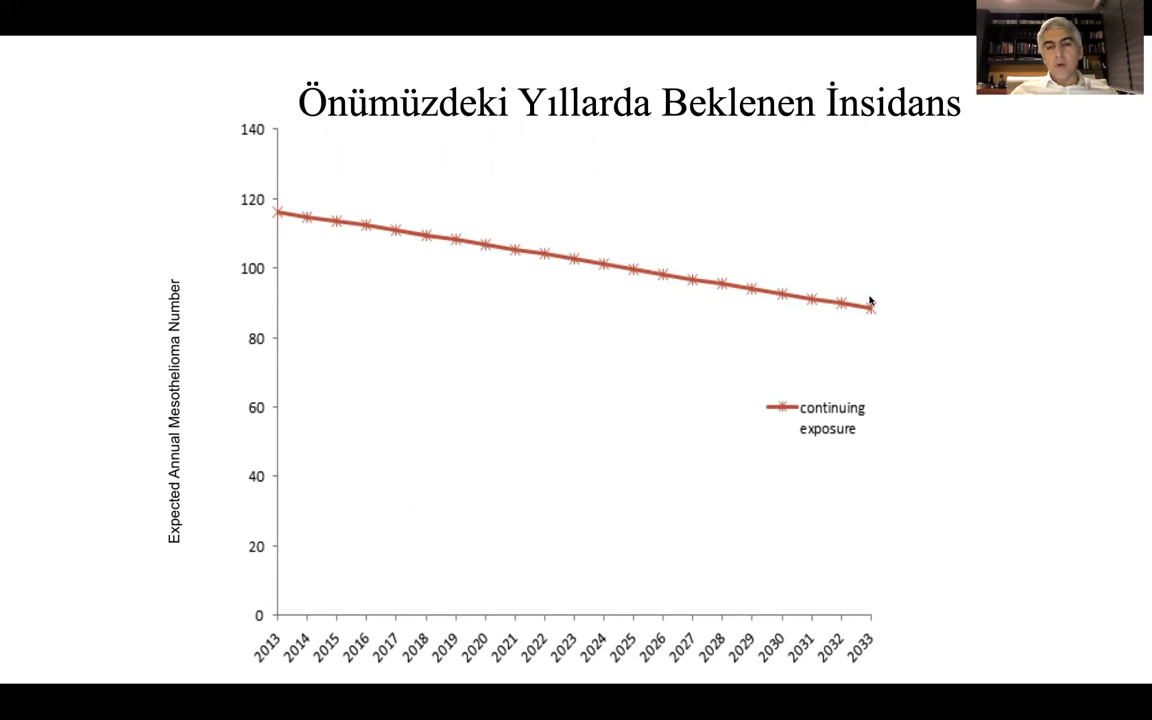 Önümüzdeki Yıllarda Beklenen İnsidans
140
120
100
80
60
40
20
0
Expected Annual Mesothelioma Number
continuing
exposure
2013 2014 2015 2016 2017 2018 2019 2020 2021 2022 2023 2024 2025 2026 2027 2028 2029 2030 2031 2032 2033